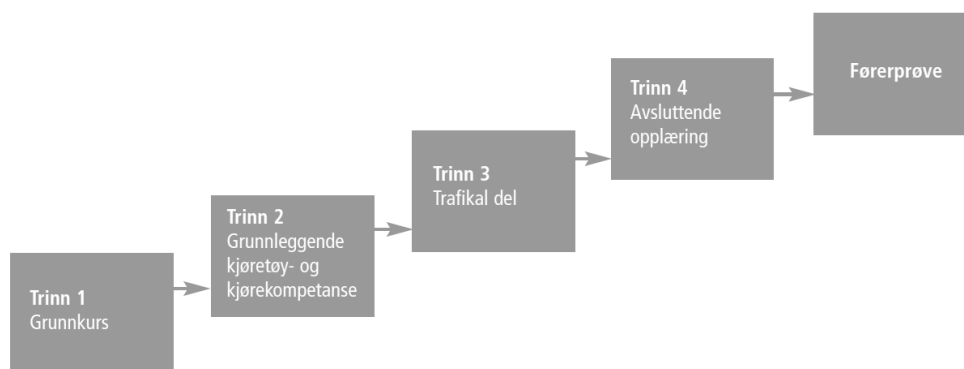 Trinn 1
Grunnkurs
Trinn 2
Grunnleggende
kjøretøy- og
kjørekompetanse
Trinn 3
Trafikal del
Trinn 4
Avsluttende
opplæring
Førerprøve